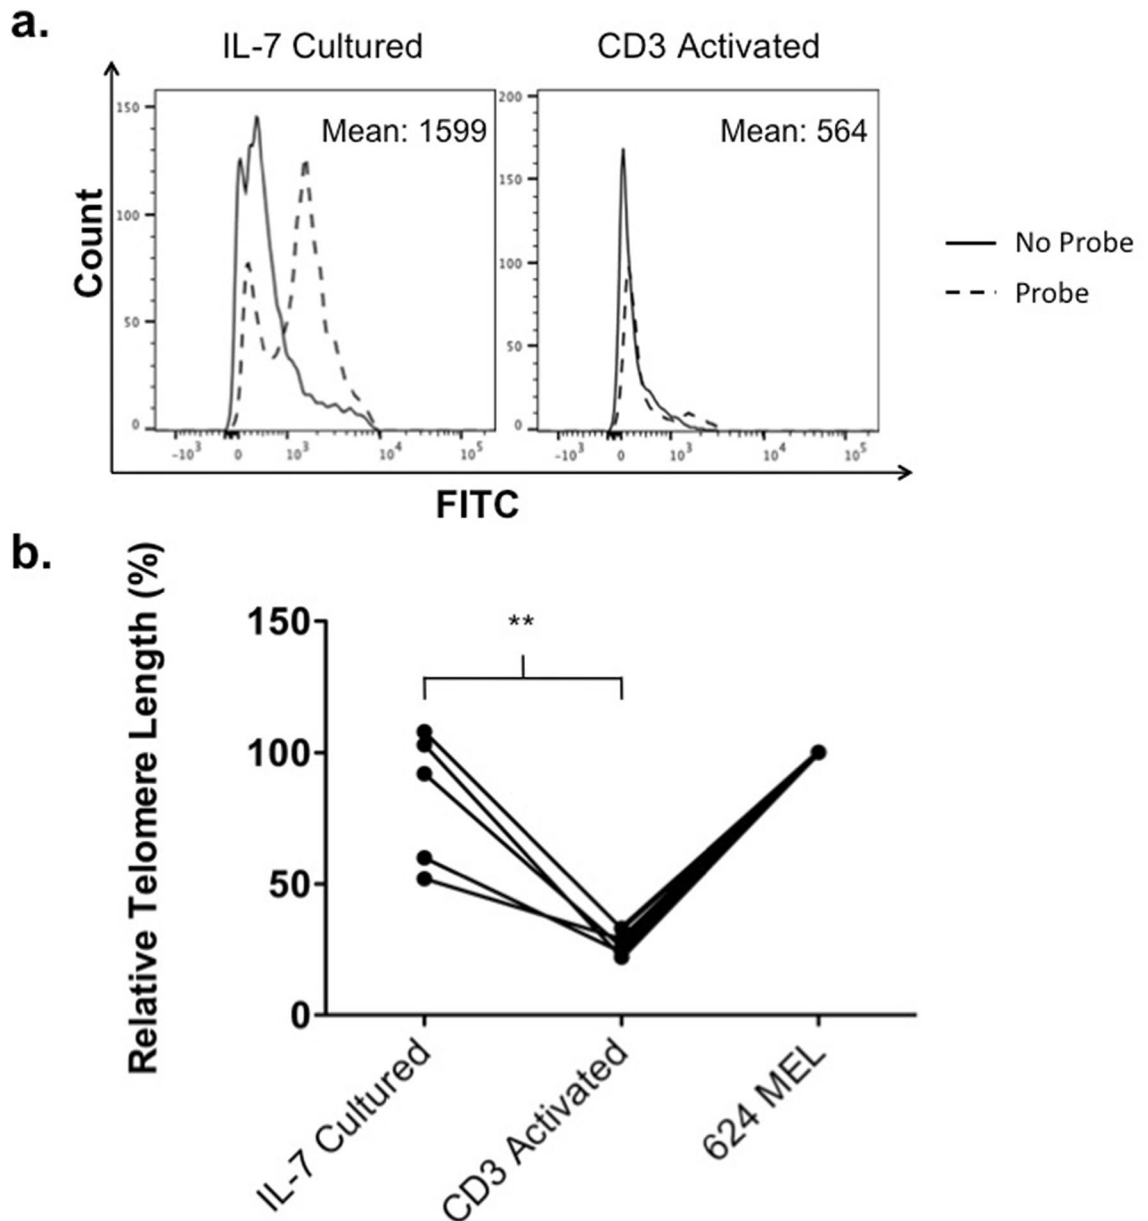 a.
IL-7 Cultured
CD3 Activated
150
100
50
0
Mean: 1599
-10³ 0 10³ 10⁴ 10⁵
200
150
100
50
0
Mean: 564
-10³ 0 10³ 10⁴ 10⁵
Count
FITC
No Probe
Probe
b.
Relative Telomere Length (%)
150
100
50
0
**
IL-7 Cultured
CD3 Activated
624 MEL